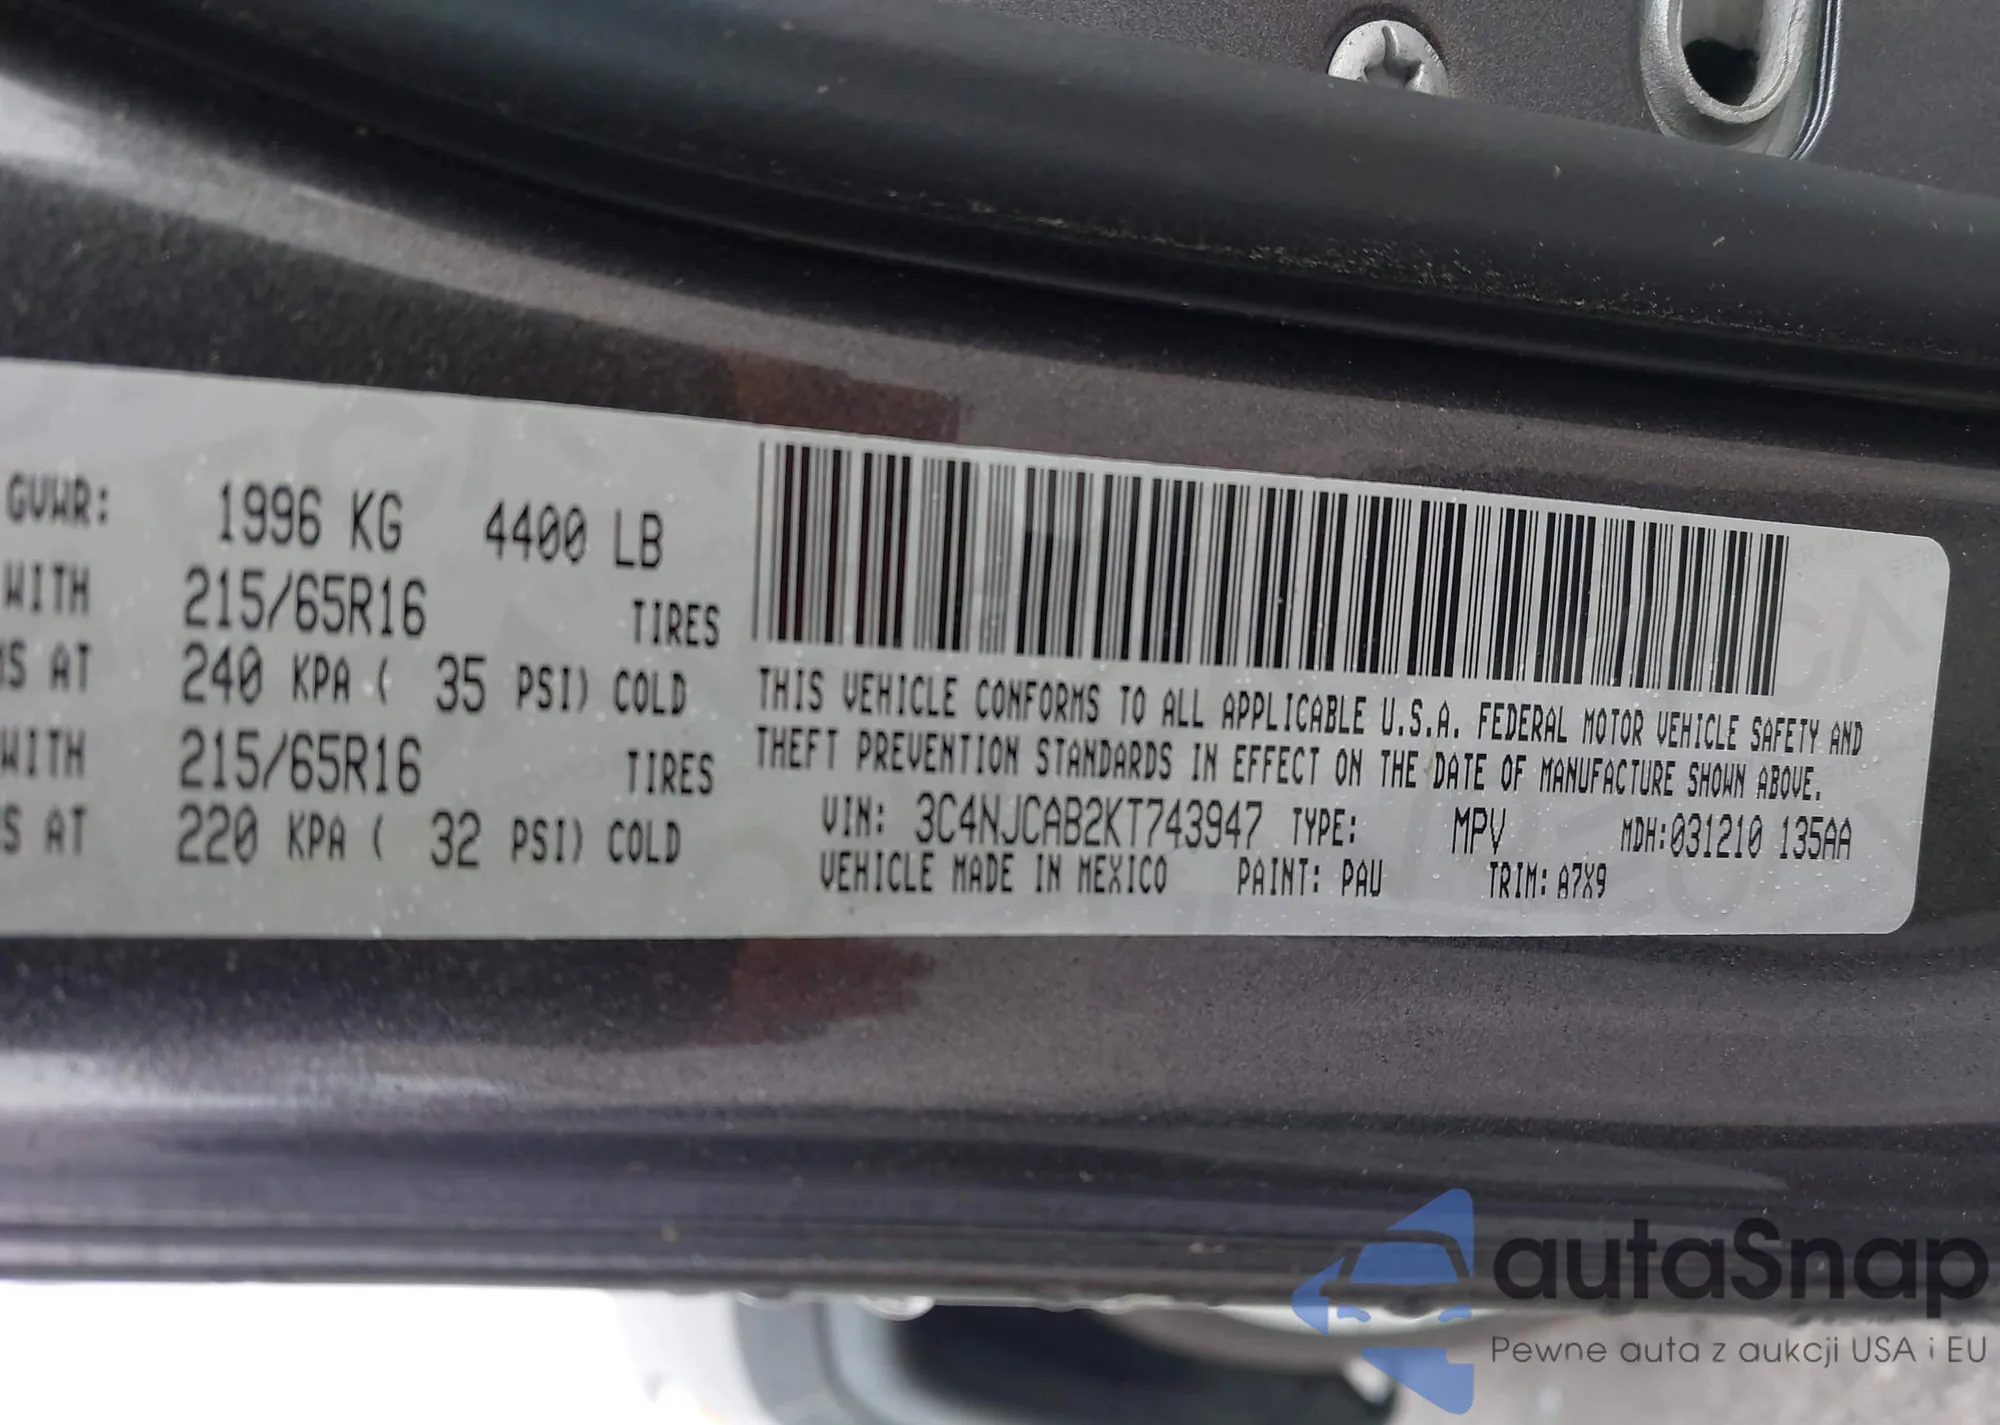 GVWR: 1996 KG 4400 LB
WITH 215/65R16 TIRES
S AT 240 KPA ( 35 PSI) COLD
WITH 215/65R16 TIRES
S AT 220 KPA ( 32 PSI) COLD
THIS VEHICLE CONFORMS TO ALL APPLICABLE U.S.A. FEDERAL MOTOR VEHICLE SAFETY AND
THEFT PREVENTION STANDARDS IN EFFECT ON THE DATE OF MANUFACTURE SHOWN ABOVE.
VIN: 3C4NJCAB2KT743947 TYPE: MPV MDH:031210 135AA
VEHICLE MADE IN MEXICO PAINT: PAU TRIM: A7X9
autaSnap
Pewne auta z aukcji USA i EU